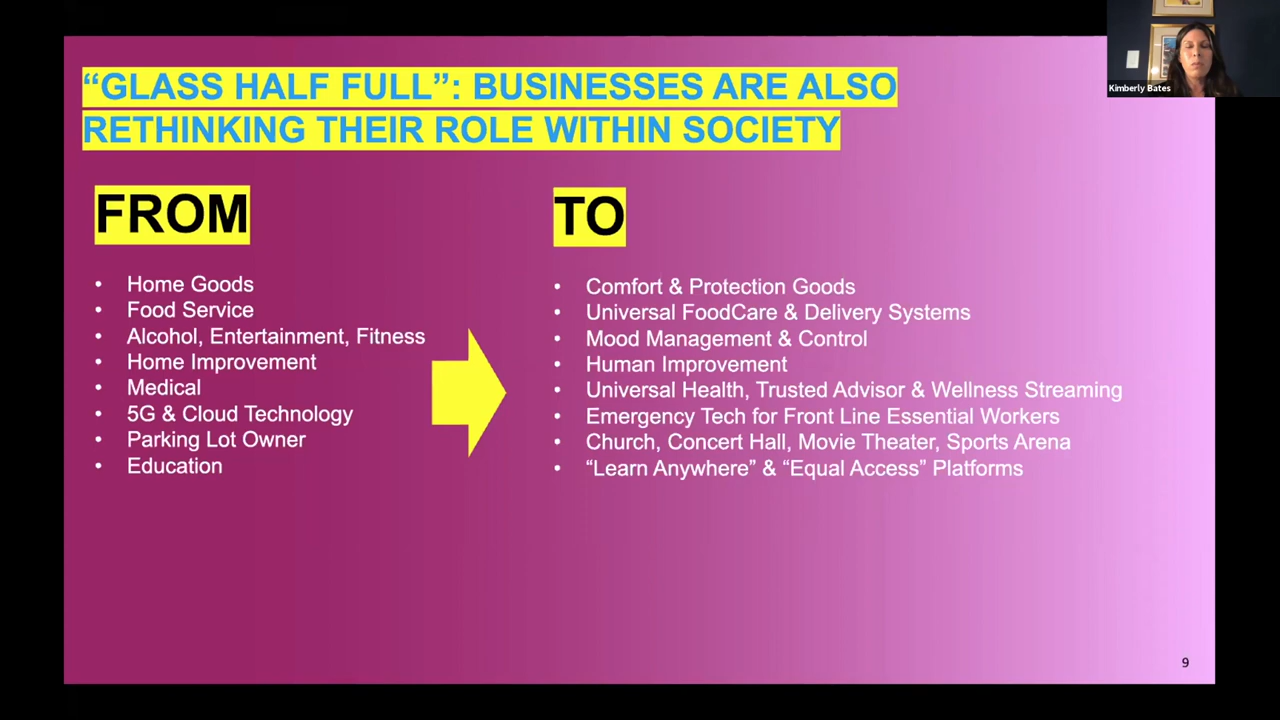 “GLASS HALF FULL”: BUSINESSES ARE ALSO
RETHINKING THEIR ROLE WITHIN SOCIETY
Kimberly Bates
FROM
• Home Goods
• Food Service
• Alcohol, Entertainment, Fitness
• Home Improvement
• Medical
• 5G & Cloud Technology
• Parking Lot Owner
• Education
TO
• Comfort & Protection Goods
• Universal FoodCare & Delivery Systems
• Mood Management & Control
• Human Improvement
• Universal Health, Trusted Advisor & Wellness Streaming
• Emergency Tech for Front Line Essential Workers
• Church, Concert Hall, Movie Theater, Sports Arena
• “Learn Anywhere” & “Equal Access” Platforms
9